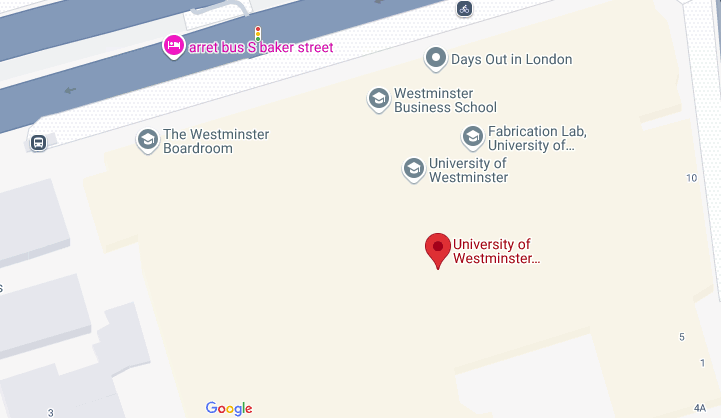 arret bus S baker street
Days Out in London
Westminster
Business School
The Westminster
Boardroom
Fabrication Lab,
University of...
University of
Westminster
10
University of
Westminster...
s
5
1
Google
3
4A